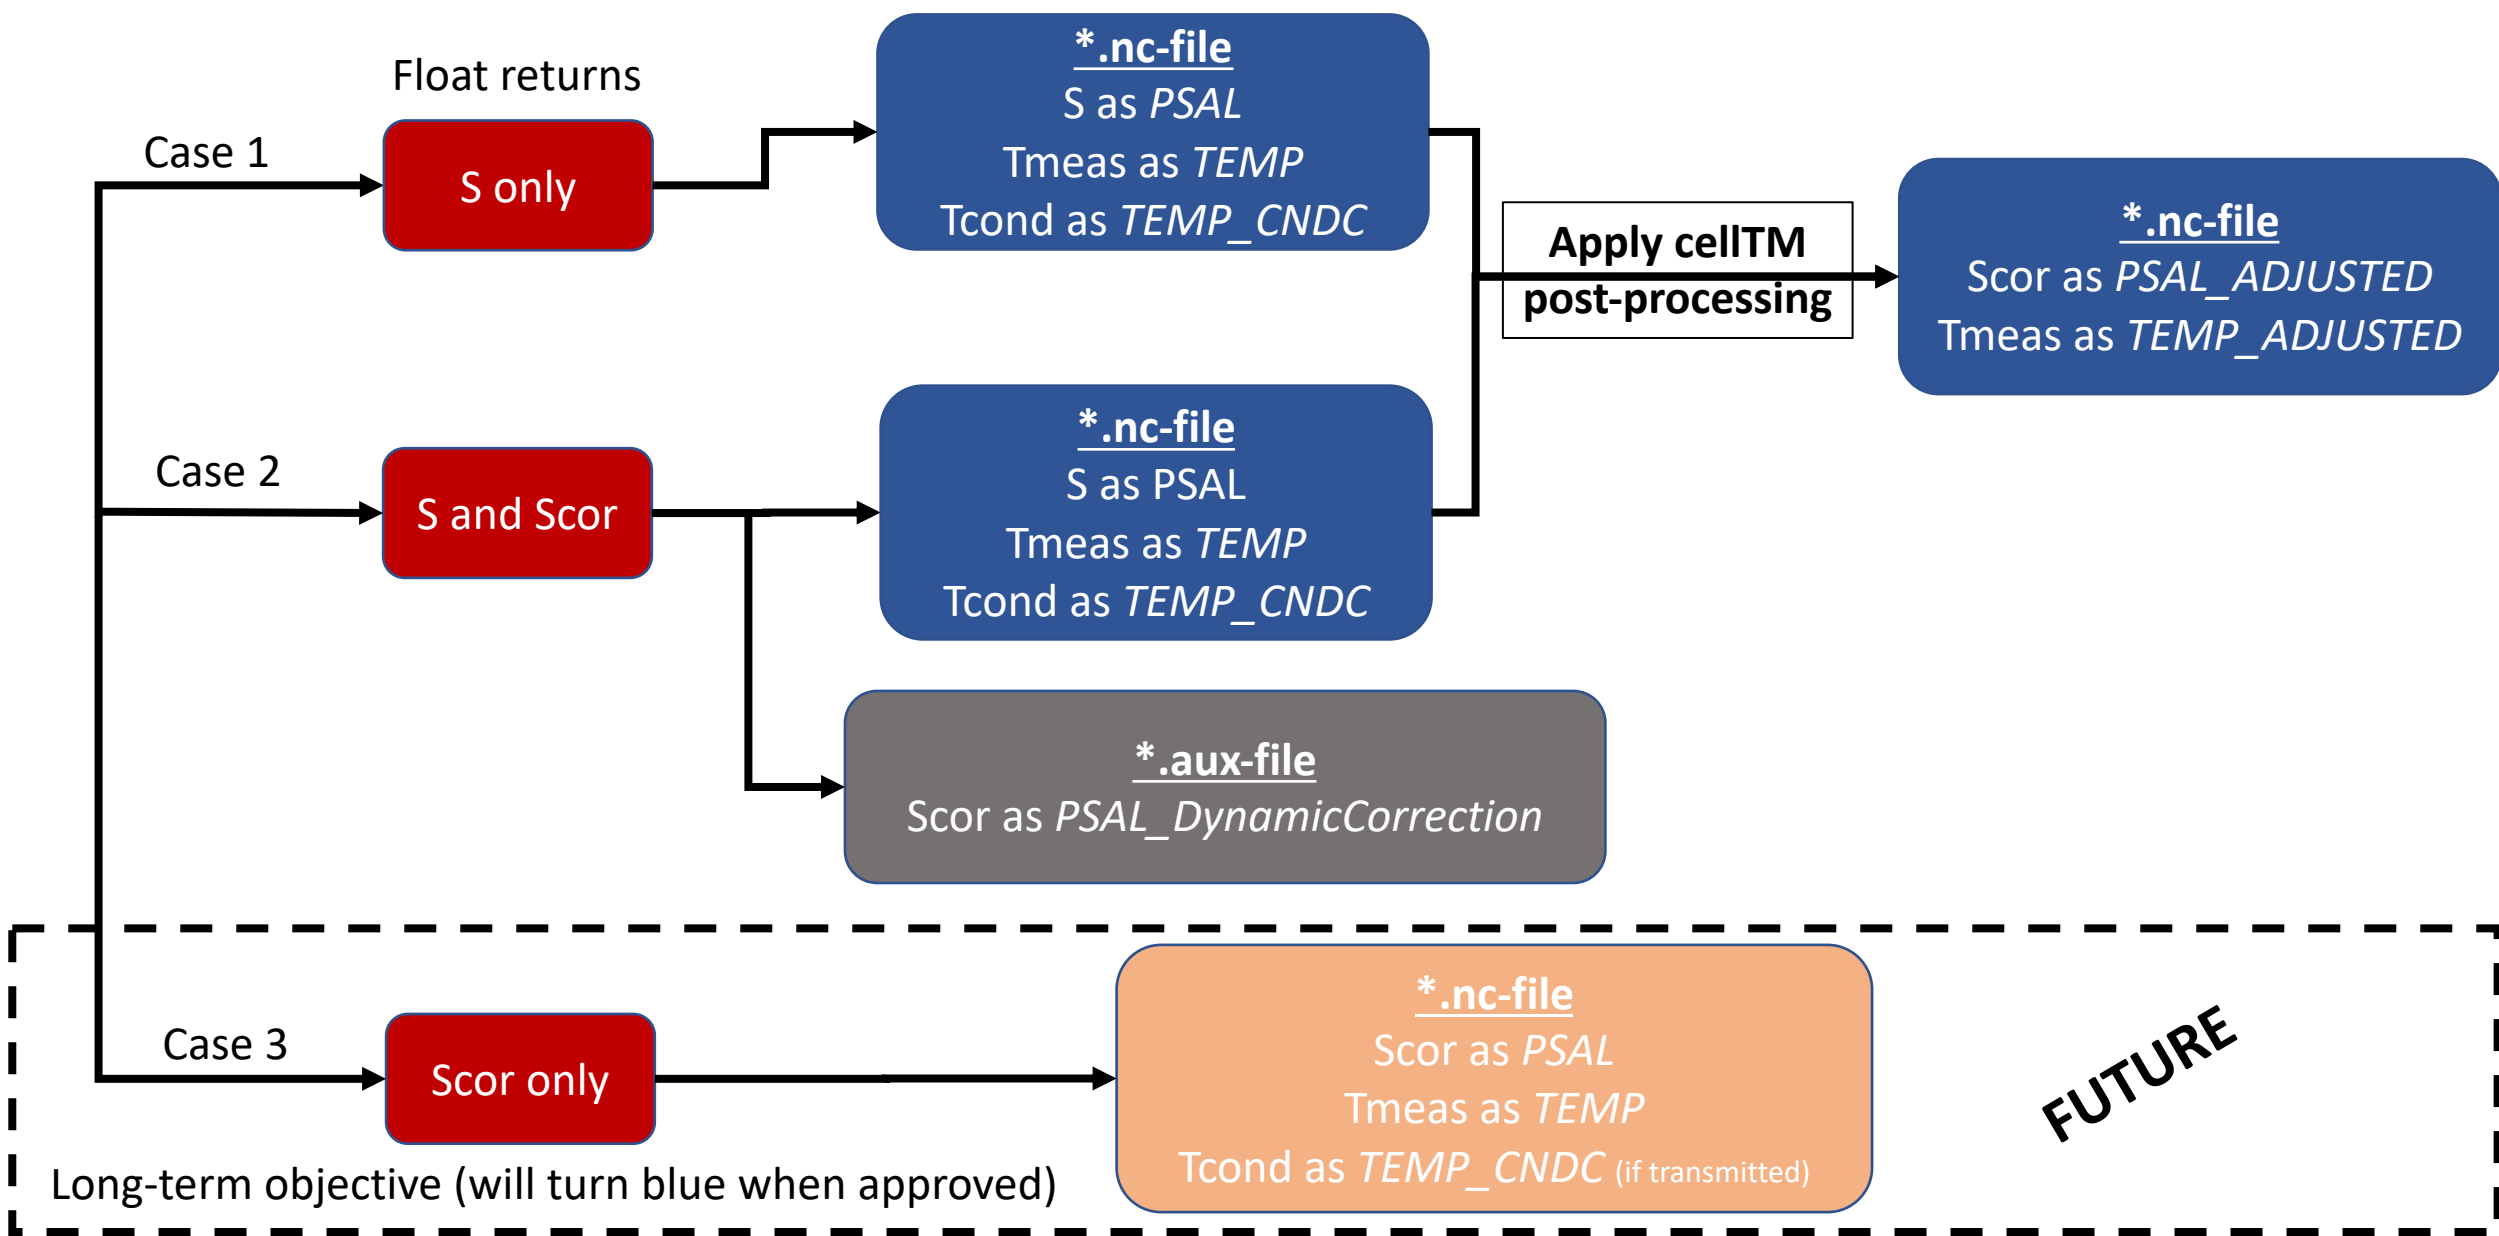 Float returns
Case 1
S only
*.nc-file
S as PSAL
Tmeas as TEMP
Tcond as TEMP_CNDC
Apply cellTM
post-processing
*.nc-file
Scor as PSAL_ADJUSTED
Tmeas as TEMP_ADJUSTED
Case 2
S and Scor
*.nc-file
S as PSAL
Tmeas as TEMP
Tcond as TEMP_CNDC
*.aux-file
Scor as PSAL_DynamicCorrection
Case 3
Scor only
*.nc-file
Scor as PSAL
Tmeas as TEMP
Tcond as TEMP_CNDC (if transmitted)
FUTURE
Long-term objective (will turn blue when approved)